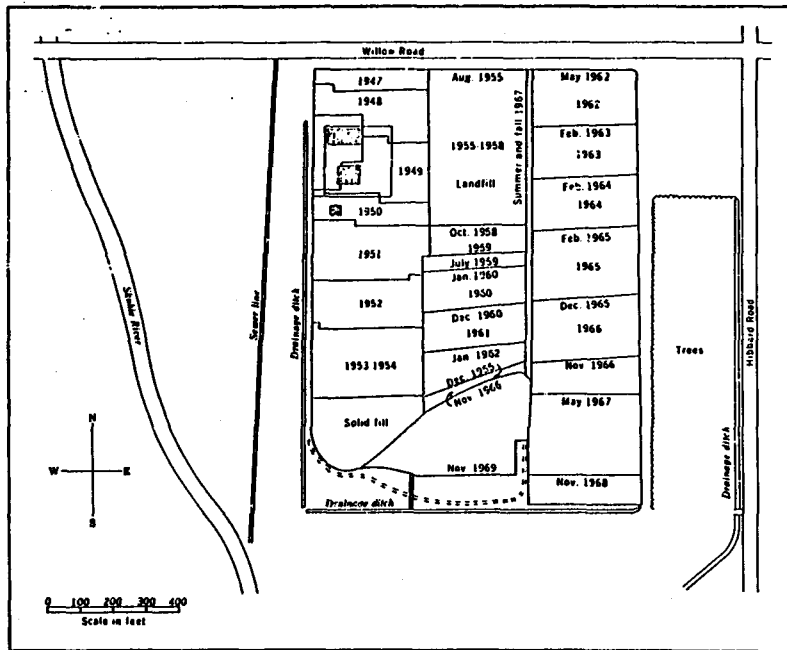 Willow Road
1947
1948
1949
1950
1951
1952
1953-1954
Solid fill
Aug. 1955
1955-1958
Landfill
Oct. 1958
1959
July 1959
Jan. 1960
1960
Dec 1960
1961
Jan 1962
Dec. 1955
Nov 1966
Nov. 1969
Summer and fall 1967
May 1962
1962
Feb. 1963
1963
Feb. 1964
1964
Feb. 1965
1965
Dec. 1965
1966
Nov. 1966
May 1967
Nov. 1968
Skokie River
Sewer line
Drainage ditch
Drainage ditch
Trees
Drainage ditch
Hibbard Road
N
W
E
S
0 100 200 300 400
Scale in feet